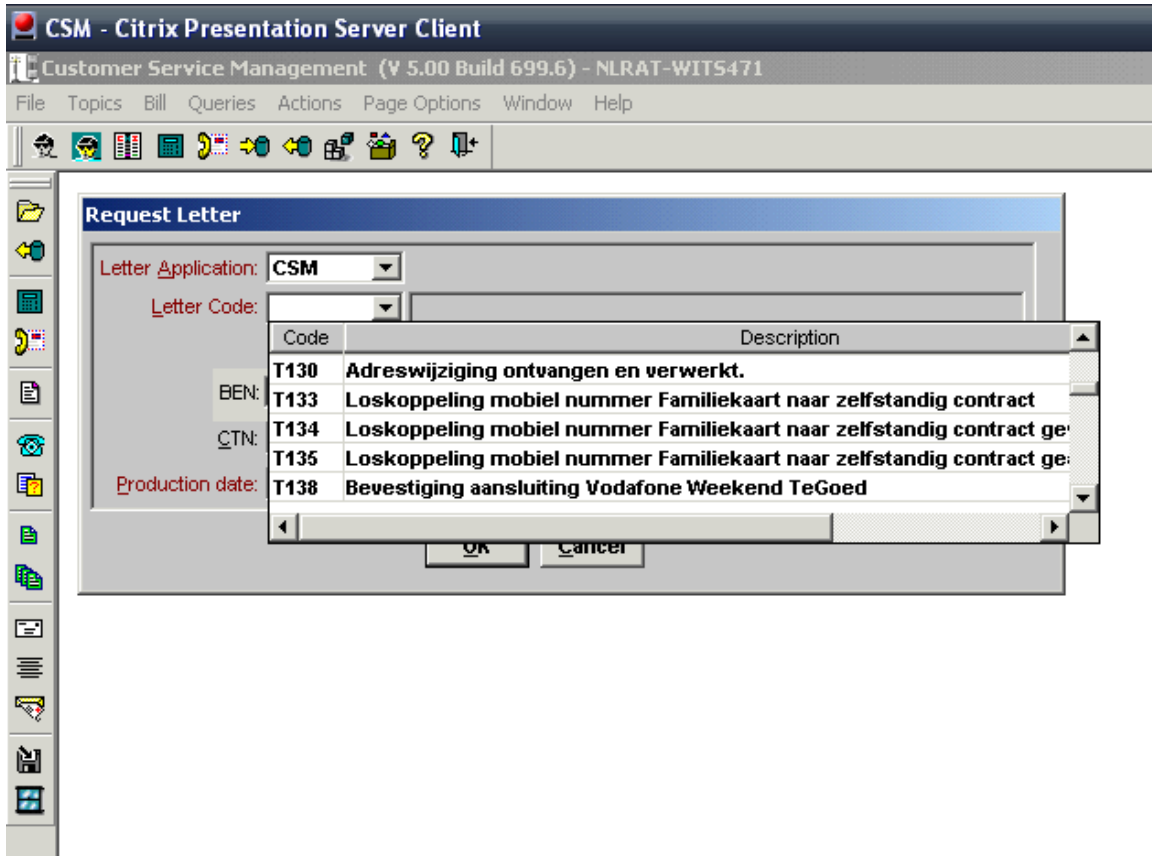 CSM - Citrix Presentation Server Client
Customer Service Management (V 5.00 Build 699.6) - NLRAT-WITS471
File Topics Bill Queries Actions Page Options Window Help
Request Letter
Letter Application: CSM
Letter Code:
Code Description
T130 Adreswijziging ontvangen en verwerkt.
BEN:
T133 Loskoppeling mobiel nummer Familiekaart naar zelfstandig contract
CTN:
T134 Loskoppeling mobiel nummer Familiekaart naar zelfstandig contract
T135 Loskoppeling mobiel nummer Familiekaart naar zelfstandig contract
Production date:
T138 Bevestiging aansluiting Vodafone Weekend TeGoed
OK Cancel